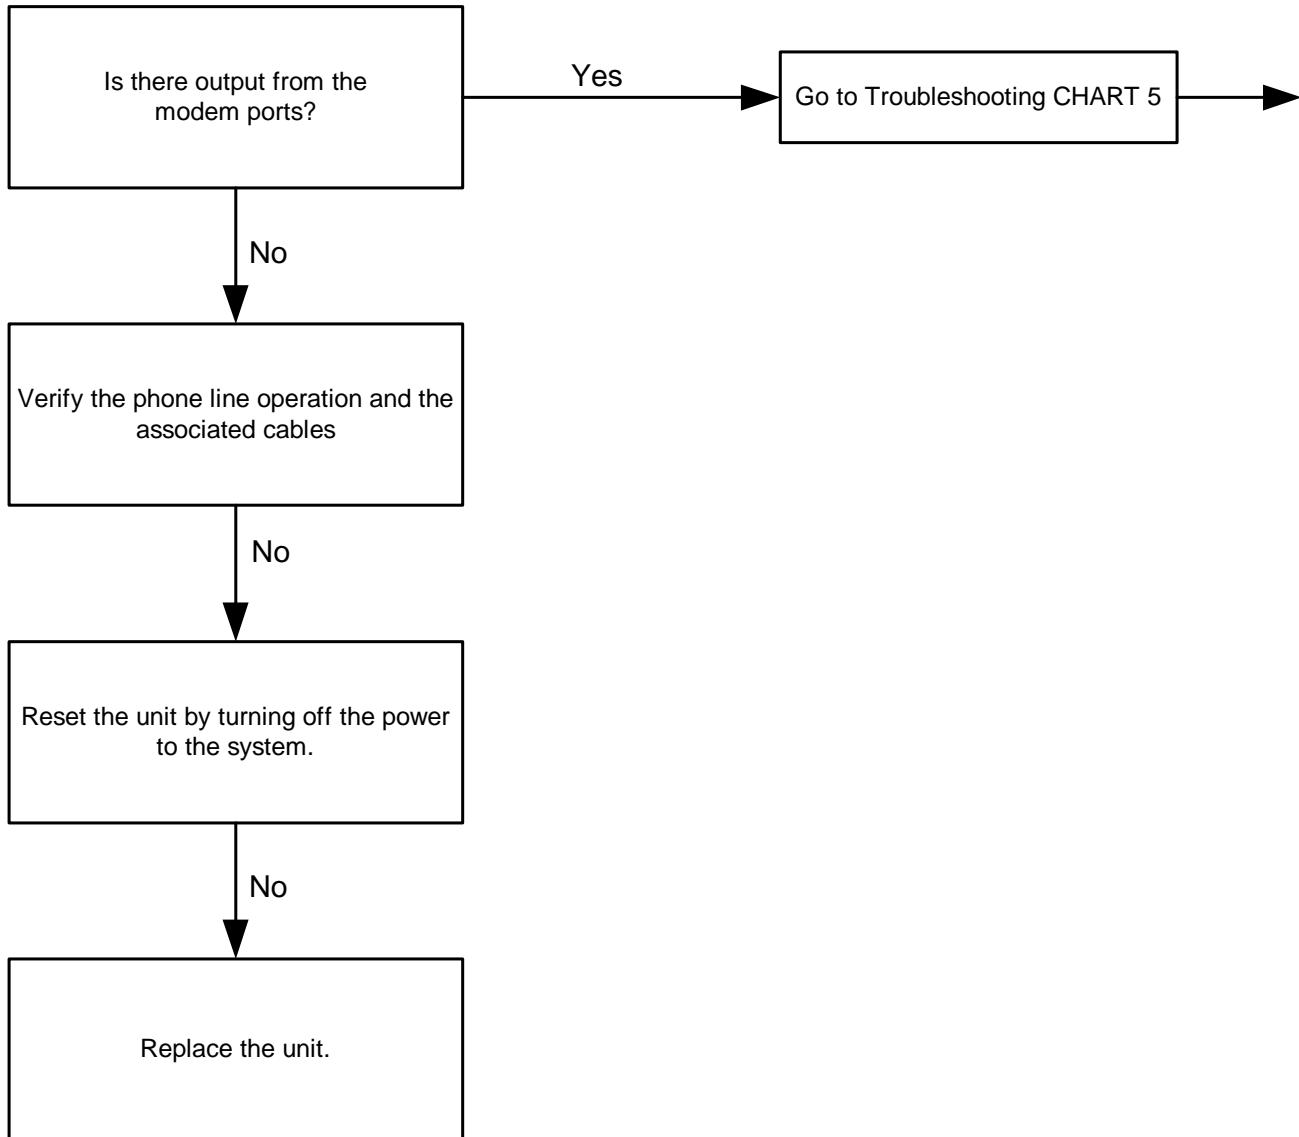 Is there output from the
modem ports?
Yes
Go to Troubleshooting CHART 5
No
Verify the phone line operation and the
associated cables
No
Reset the unit by turning off the power
to the system.
No
Replace the unit.